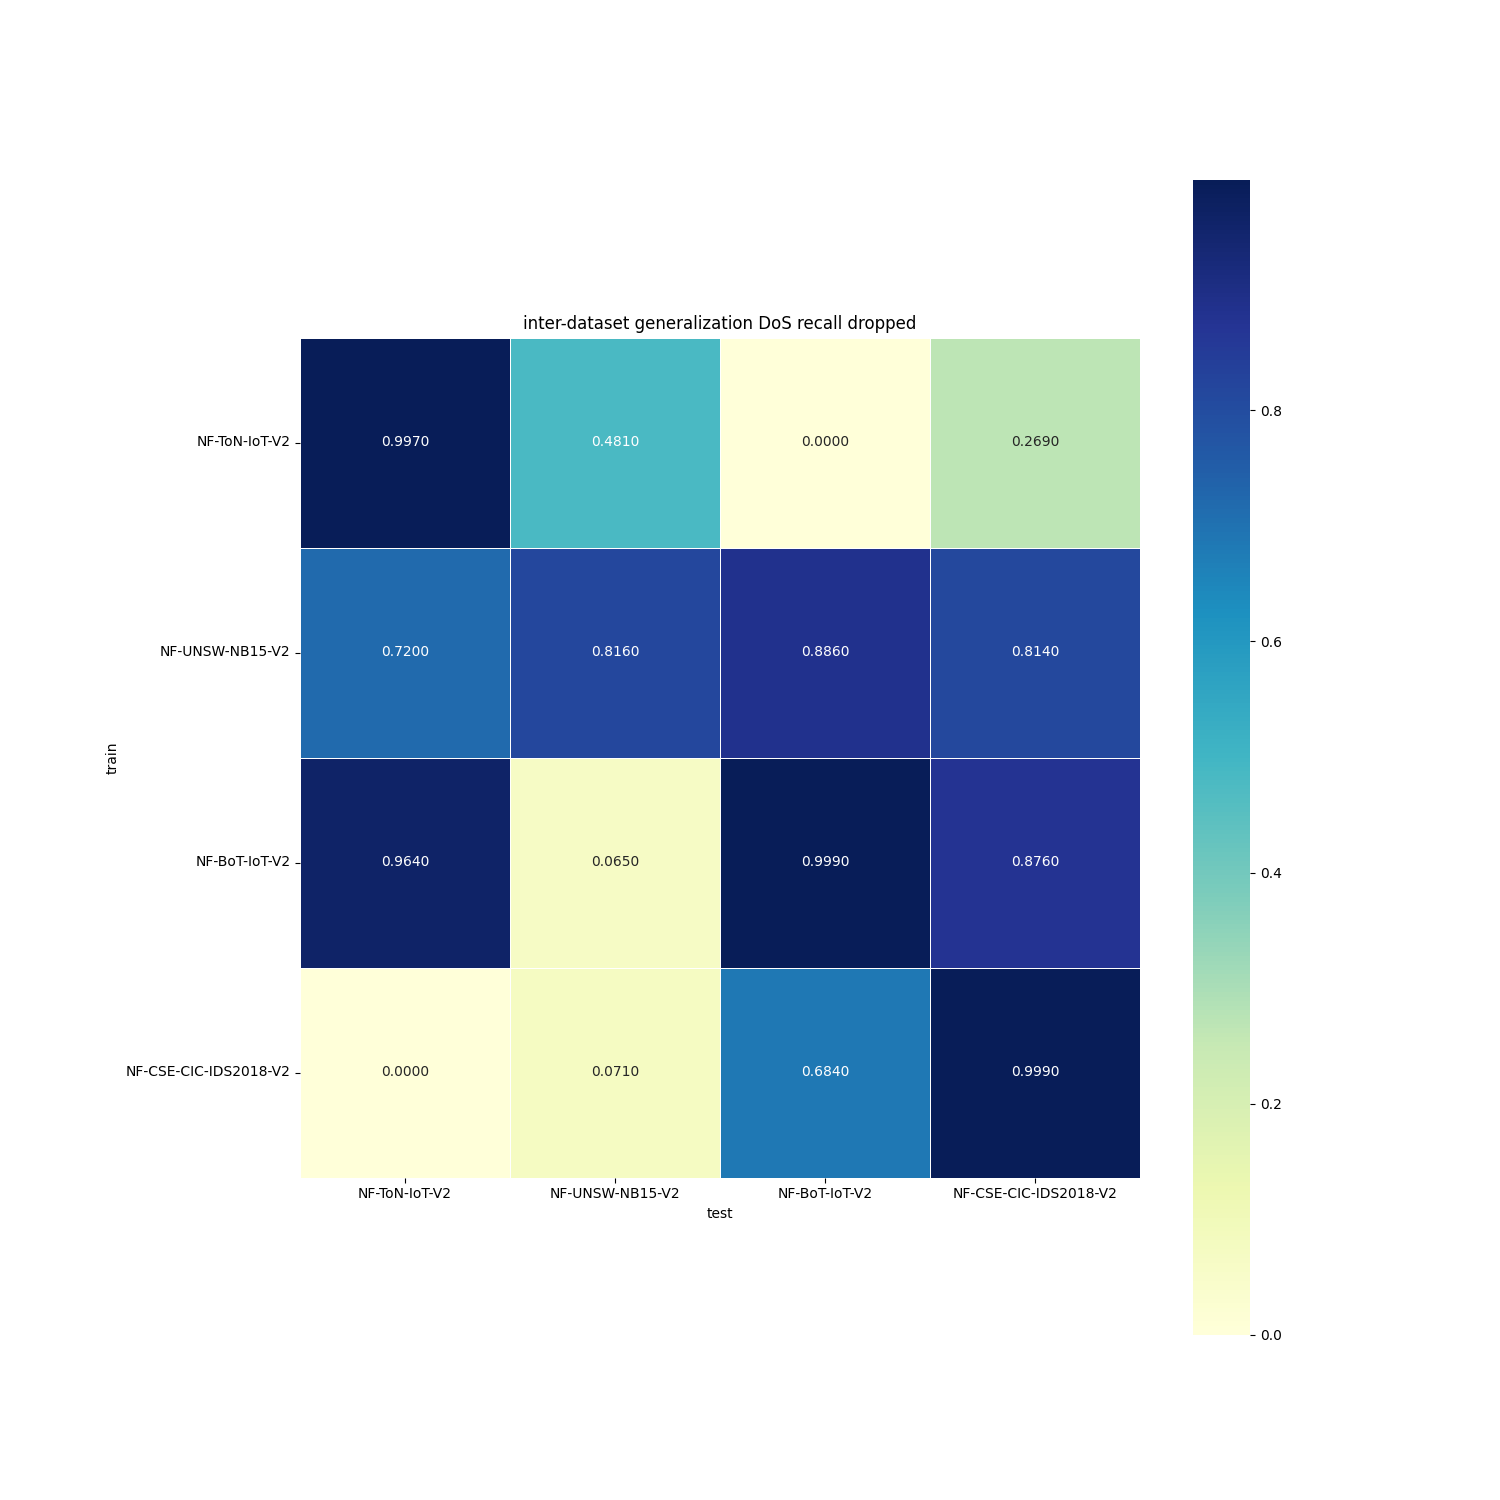 inter-dataset generalization DoS recall dropped
train
NF-ToN-IoT-V2
0.9970
0.4810
0.0000
0.2690
NF-UNSW-NB15-V2
0.7200
0.8160
0.8860
0.8140
NF-BoT-IoT-V2
0.9640
0.0650
0.9990
0.8760
NF-CSE-CIC-IDS2018-V2
0.0000
0.0710
0.6840
0.9990
NF-ToN-IoT-V2
NF-UNSW-NB15-V2
NF-BoT-IoT-V2
NF-CSE-CIC-IDS2018-V2
test
0.8
0.6
0.4
0.2
0.0